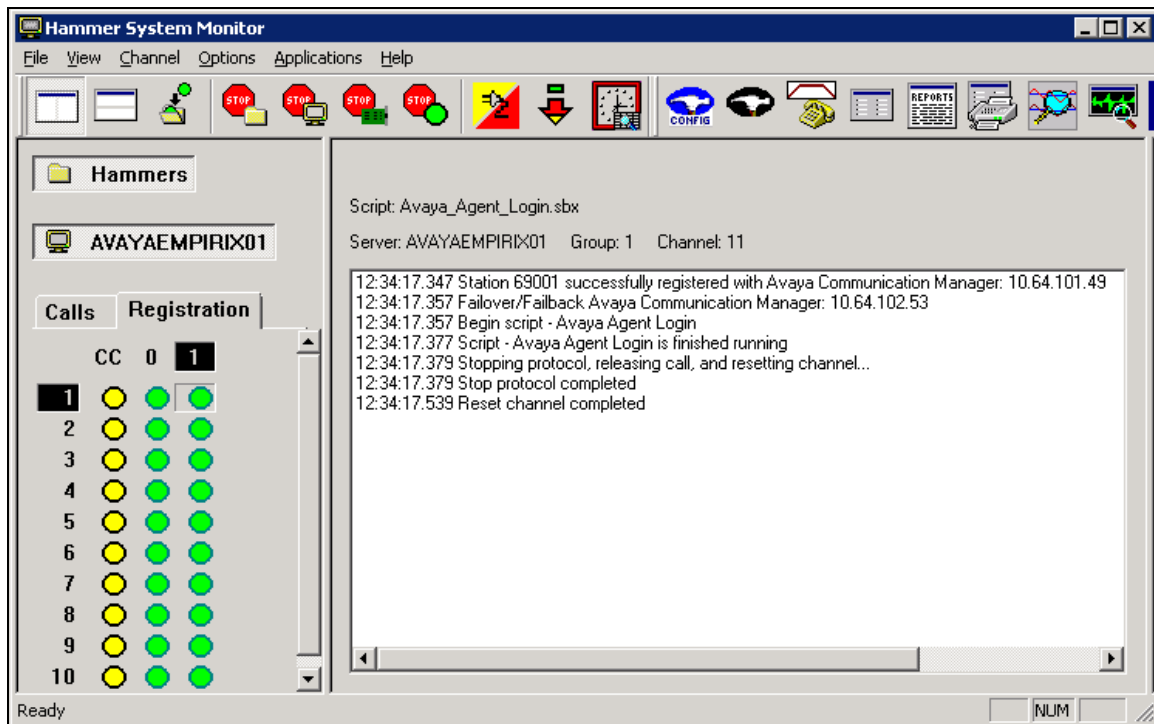 Hammer System Monitor
File View Channel Options Applications Help
STOP STOP STOP STOP 2 CONFIG REPORTS
Hammers
AVAYAEMPIRIX01
Calls Registration
CC 0 1
1
2
3
4
5
6
7
8
9
10
Script: Avaya_Agent_Login.sbx
Server: AVAYAEMPIRIX01 Group: 1 Channel: 11
12:34:17.347 Station 69001 successfully registered with Avaya Communication Manager: 10.64.101.49
12:34:17.357 Failover/Failback Avaya Communication Manager: 10.64.102.53
12:34:17.357 Begin script - Avaya Agent Login
12:34:17.377 Script - Avaya Agent Login is finished running
12:34:17.379 Stopping protocol, releasing call, and resetting channel...
12:34:17.379 Stop protocol completed
12:34:17.539 Reset channel completed
Ready NUM